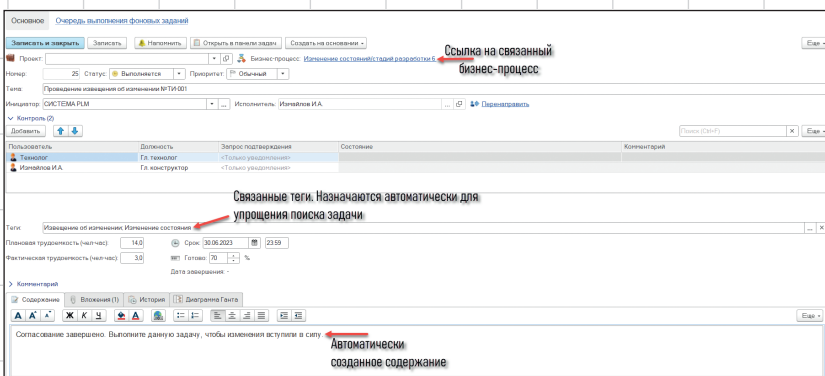 Основное Очередь выполнения фоновых заданий
Записать и закрыть Записать Напомнить Открыть в панели задач Создать на основании Еще
Проект: Бизнес-процесс: Изменение состояний/стадий разработки 6
Ссылка на связанный
бизнес-процесс
Номер: 25 Статус: Выполняется Приоритет: Обычный
Тема: Проведение извещения об изменении №ТИ-001
Инициатор: СИСТЕМА PLM ... Исполнитель: Измайлов И.А. ... Перенаправить
Контроль (2)
Добавить Поиск (Ctrl+F) × Еще
Пользователь Должность Запрос подтверждения Состояние Комментарий
Технолог Гл. технолог <Только уведомления>
Измайлов И.А. Гл. конструктор <Только уведомления>
Связанные теги. Назначаются автоматически для
упрощения поиска задачи
Теги: Извещение об изменении; Изменение состояния ... ×
Плановая трудоемкость (чел-час): 14,0 Срок: 30.06.2023 23:59
Фактическая трудоемкость (чел-час): 3,0 Готово: 70 %
Дата завершения: -
Комментарий
Содержание Вложения (1) История Диаграмма Ганта
А А А Ж К Ч А Еще
Согласование завершено. Выполните данную задачу, чтобы изменения вступили в силу
Автоматически
созданное содержание